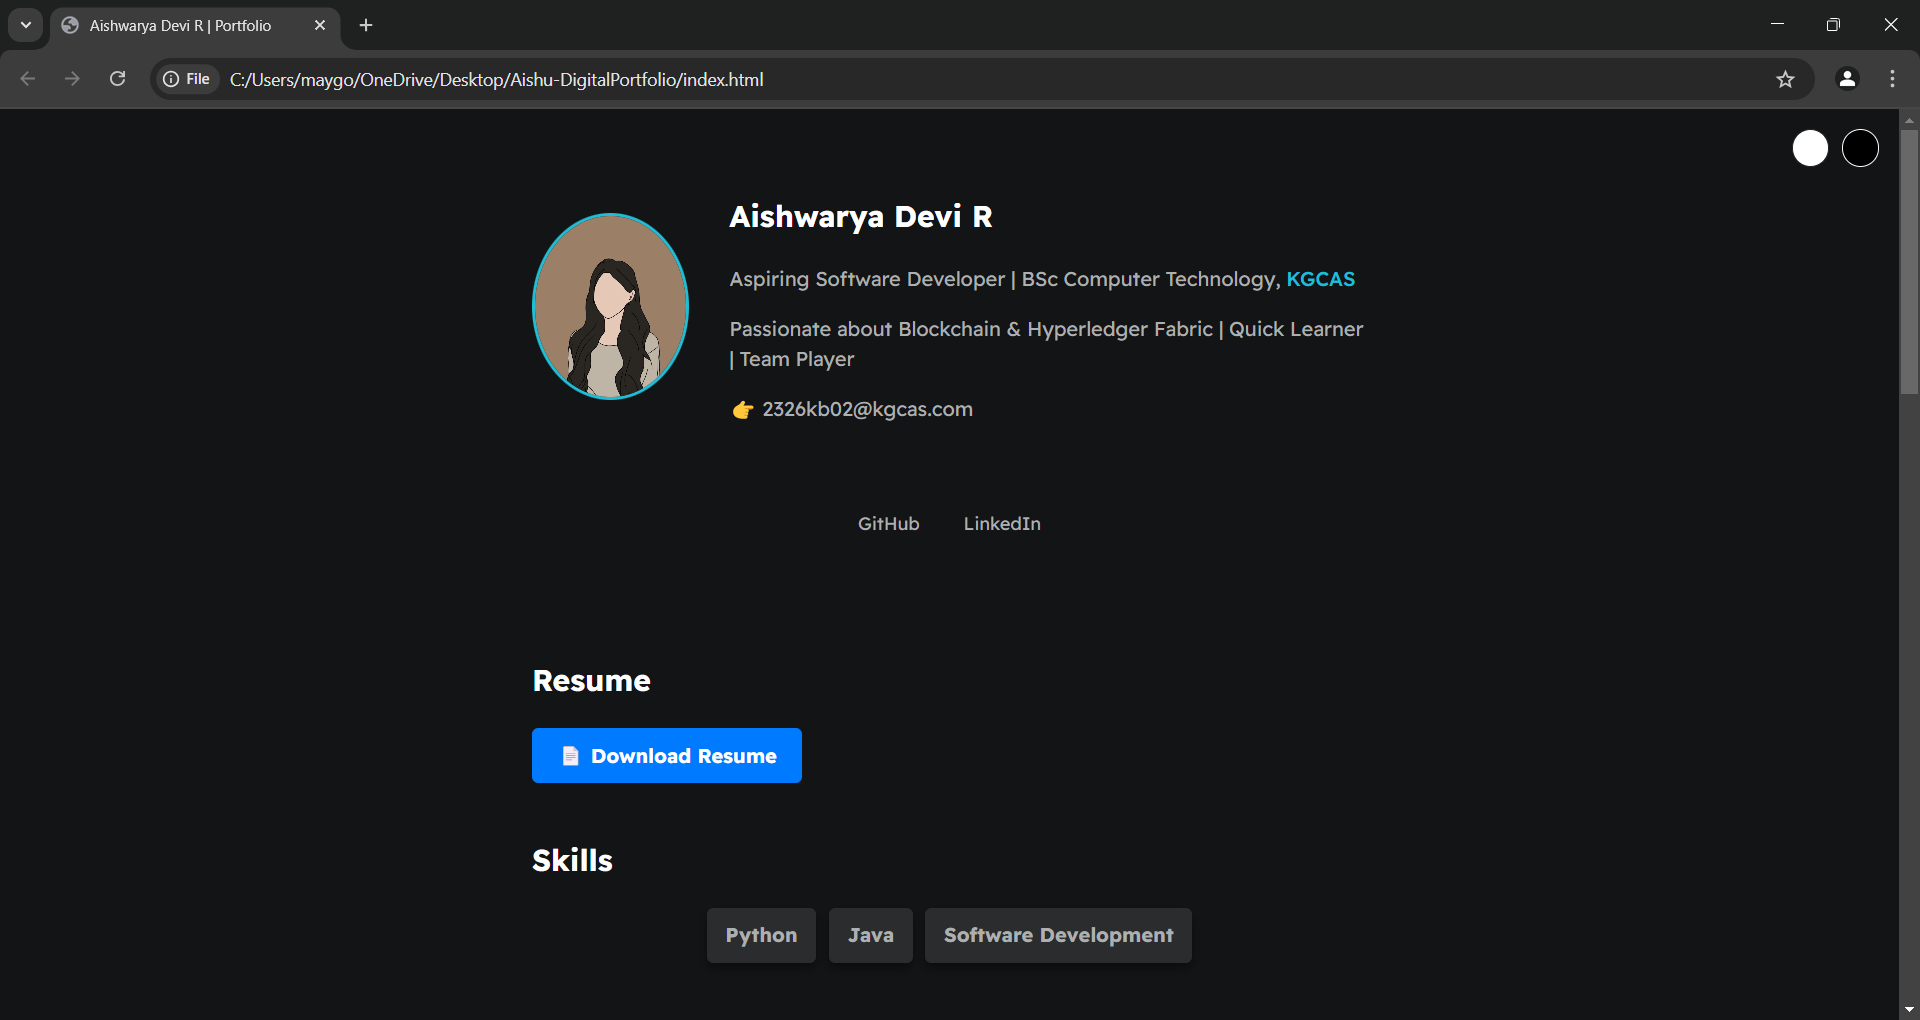 Aishwarya Devi R | Portfolio
File
C:/Users/maygo/OneDrive/Desktop/Aishu-DigitalPortfolio/index.html
Aishwarya Devi R
Aspiring Software Developer | BSc Computer Technology, KGCAS
Passionate about Blockchain & Hyperledger Fabric | Quick Learner
| Team Player
👉 2326kb02@kgcas.com
GitHub LinkedIn
Resume
📄 Download Resume
Skills
Python Java Software Development